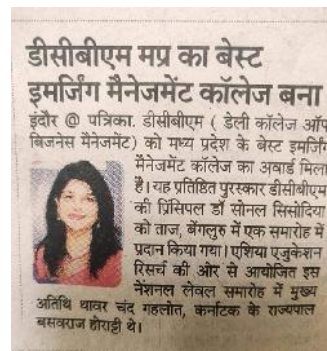 डीसीबीएम मप्र का बेस्ट
इमर्जिंग मैनेजमेंट कॉलेज बना
इंदौर @ पत्रिका. डीसीबीएम ( डेली कॉलेज ऑफ
बिजनेस मैनेजमेंट) को मध्य प्रदेश के बेस्ट इमर्जिंग
मैनेजमेंट कॉलेज का अवार्ड मिला
है। यह प्रतिष्ठित पुरस्कार डीसीबीएम
की प्रिंसिपल डॉ सोनल सिसोदिया
को ताज, बेंगलुरु में एक समारोह में
प्रदान किया गया। एशिया एजुकेशन
रिसर्च की ओर से आयोजित इस
नेशनल लेवल समारोह में मुख्य
अतिथि थावर चंद गहलोत, कर्नाटक के राज्यपाल
बसवराज होराट्टी थे।